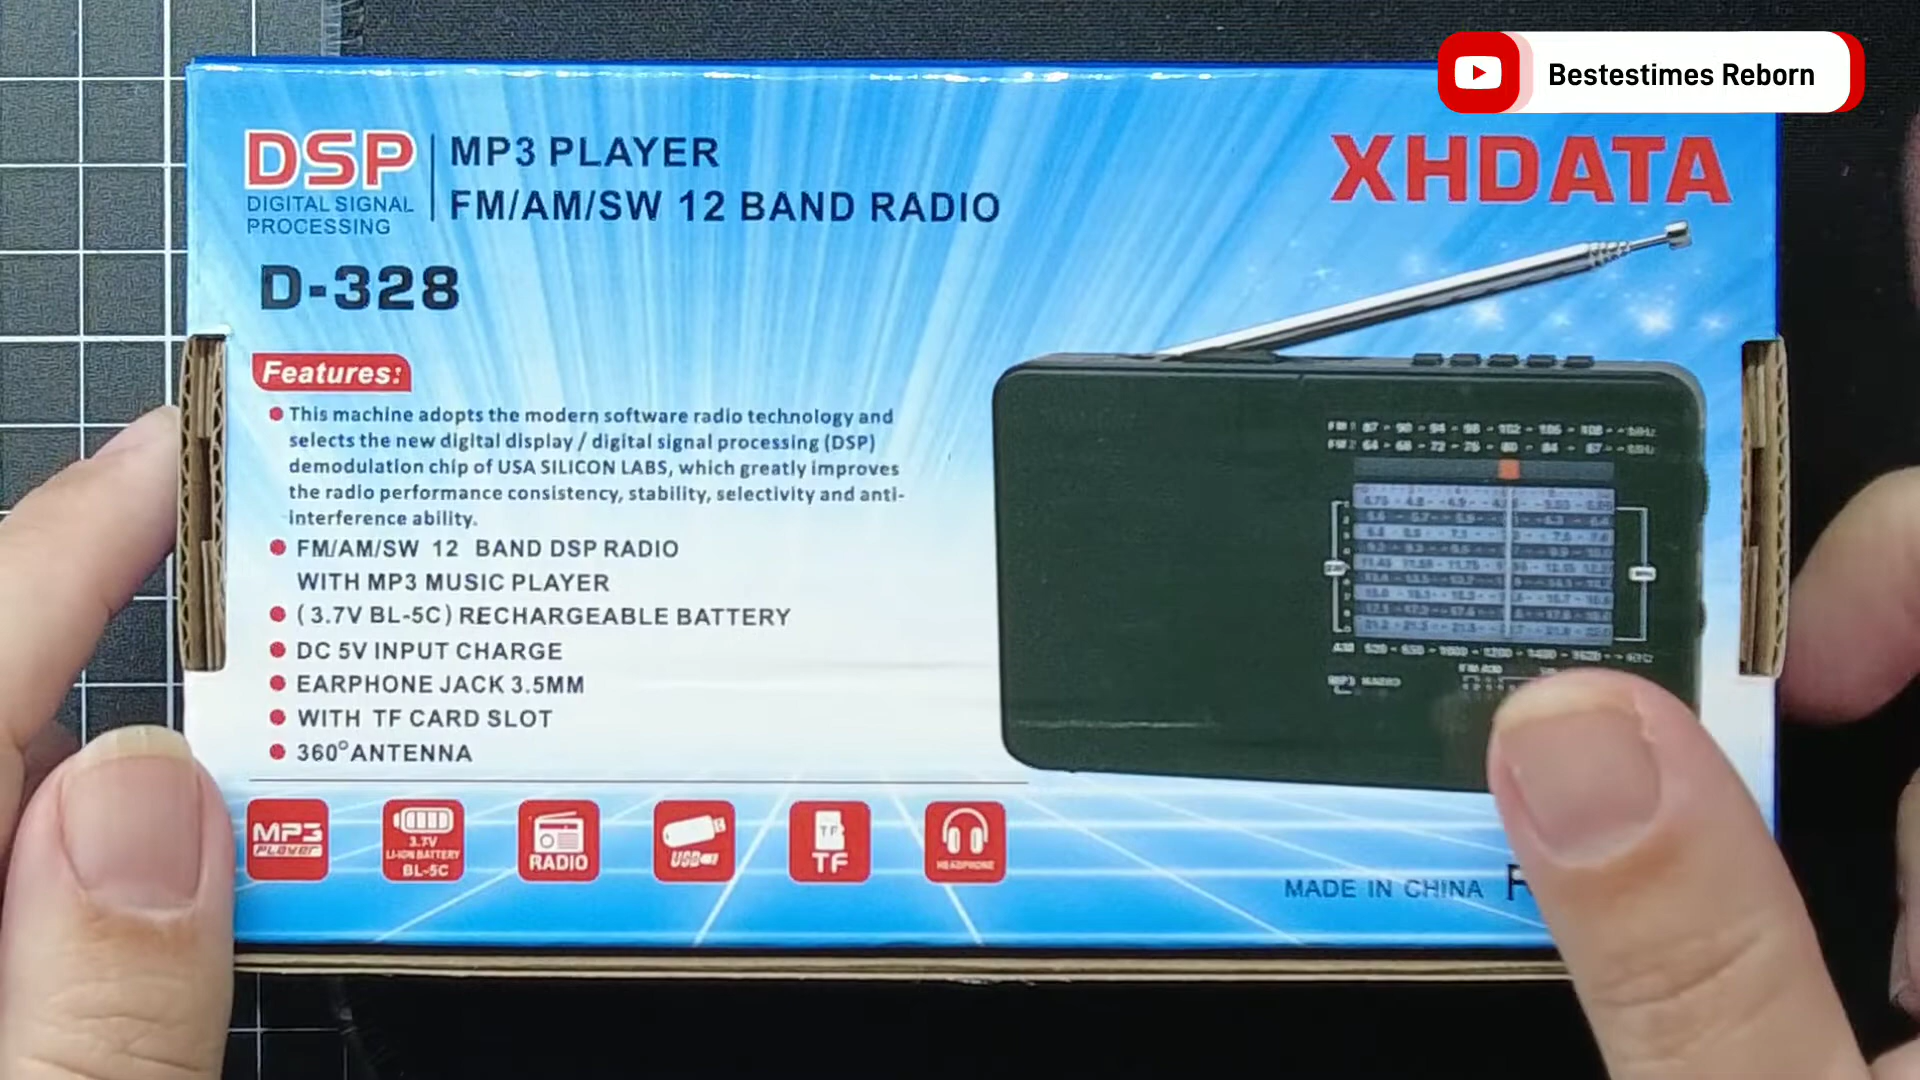 Bestestimes Reborn
DSP
DIGITAL SIGNAL
PROCESSING
MP3 PLAYER
FM/AM/SW 12 BAND RADIO
XHDATA
D-328
Features:
This machine adopts the modern software radio technology and
selects the new digital display / digital signal processing (DSP)
demodulation chip of USA SILICON LABS, which greatly improves
the radio performance consistency, stability, selectivity and anti-
interference ability.
FM/AM/SW 12 BAND DSP RADIO
WITH MP3 MUSIC PLAYER
(3.7V BL-5C) RECHARGEABLE BATTERY
DC 5V INPUT CHARGE
EARPHONE JACK 3.5MM
WITH TF CARD SLOT
360° ANTENNA
MP3
PLayer
3.7V
LI-ION BATTERY
BL-5C
RADIO
USB
TF
TF
HEADPHONE
MADE IN CHINA